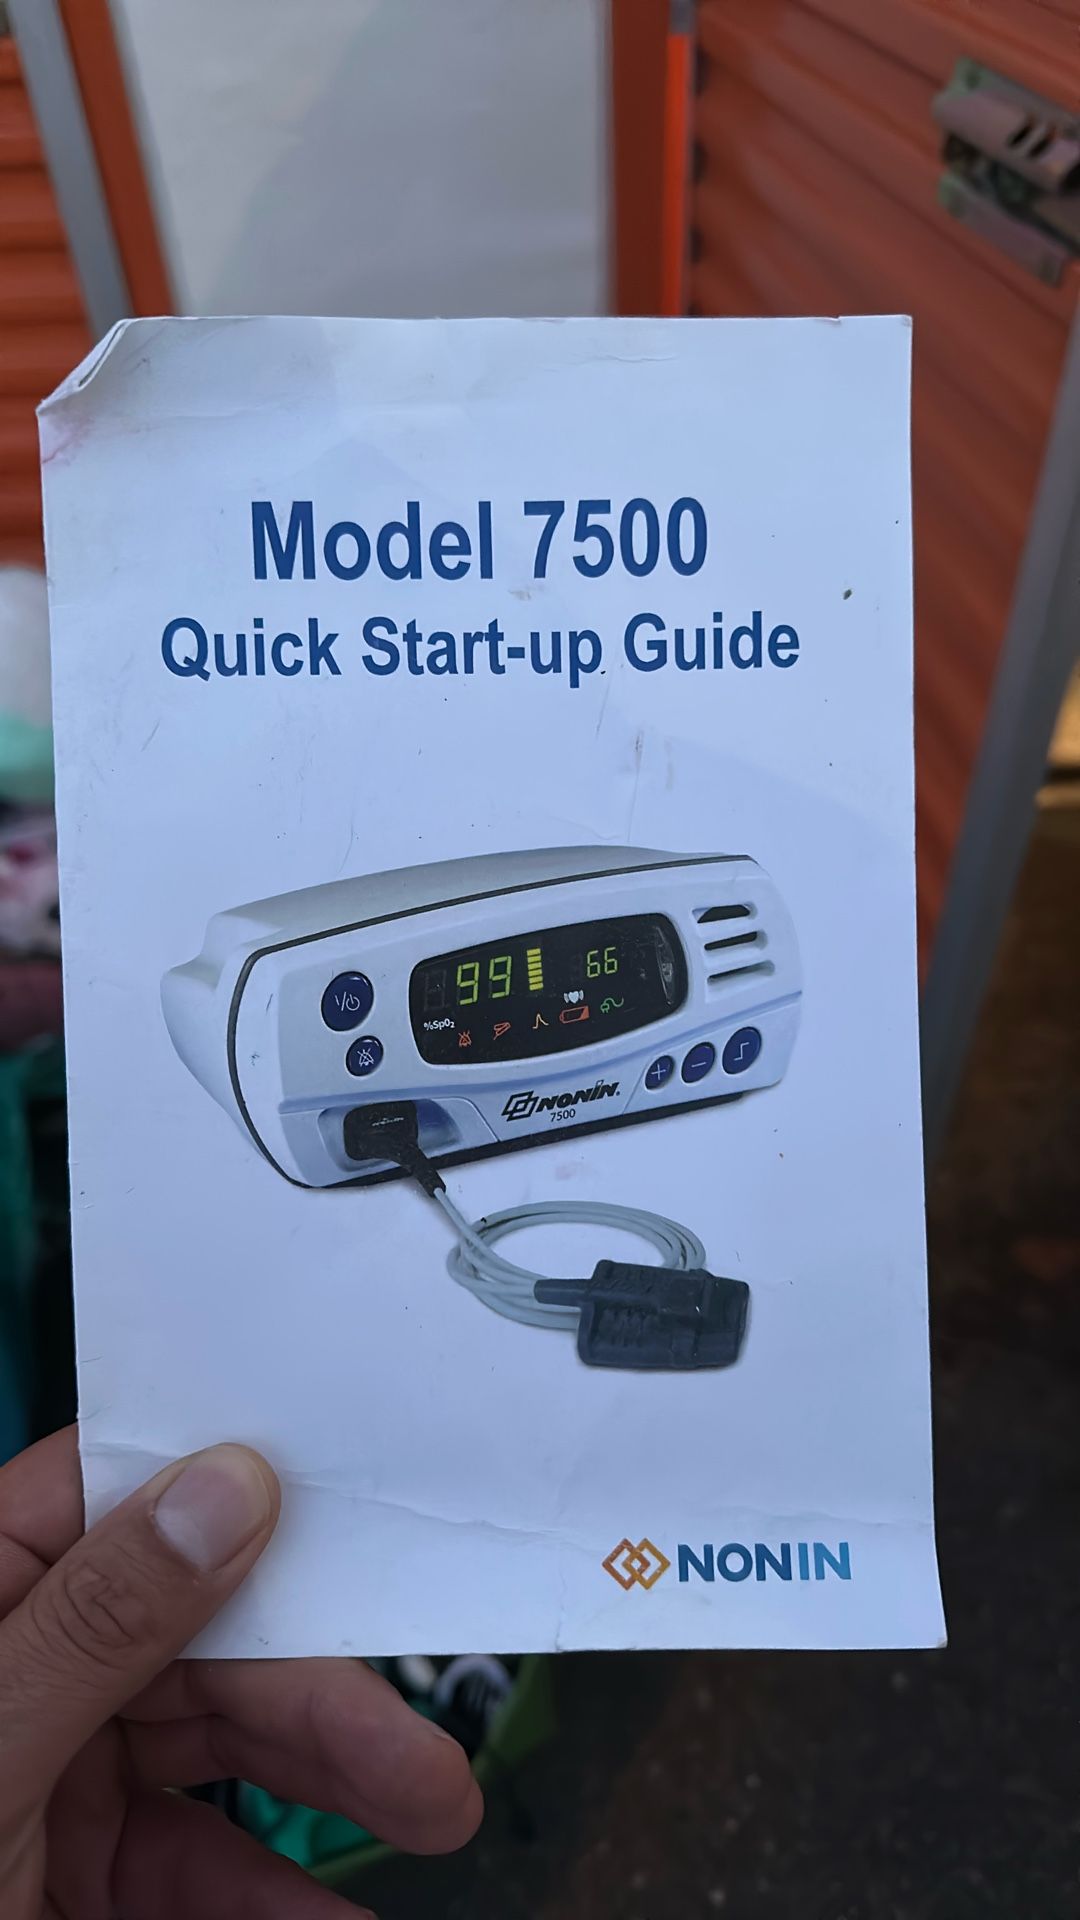 Model 7500
Quick Start-up Guide
99 66
%SpO₂
NONIN®
7500
NONIN